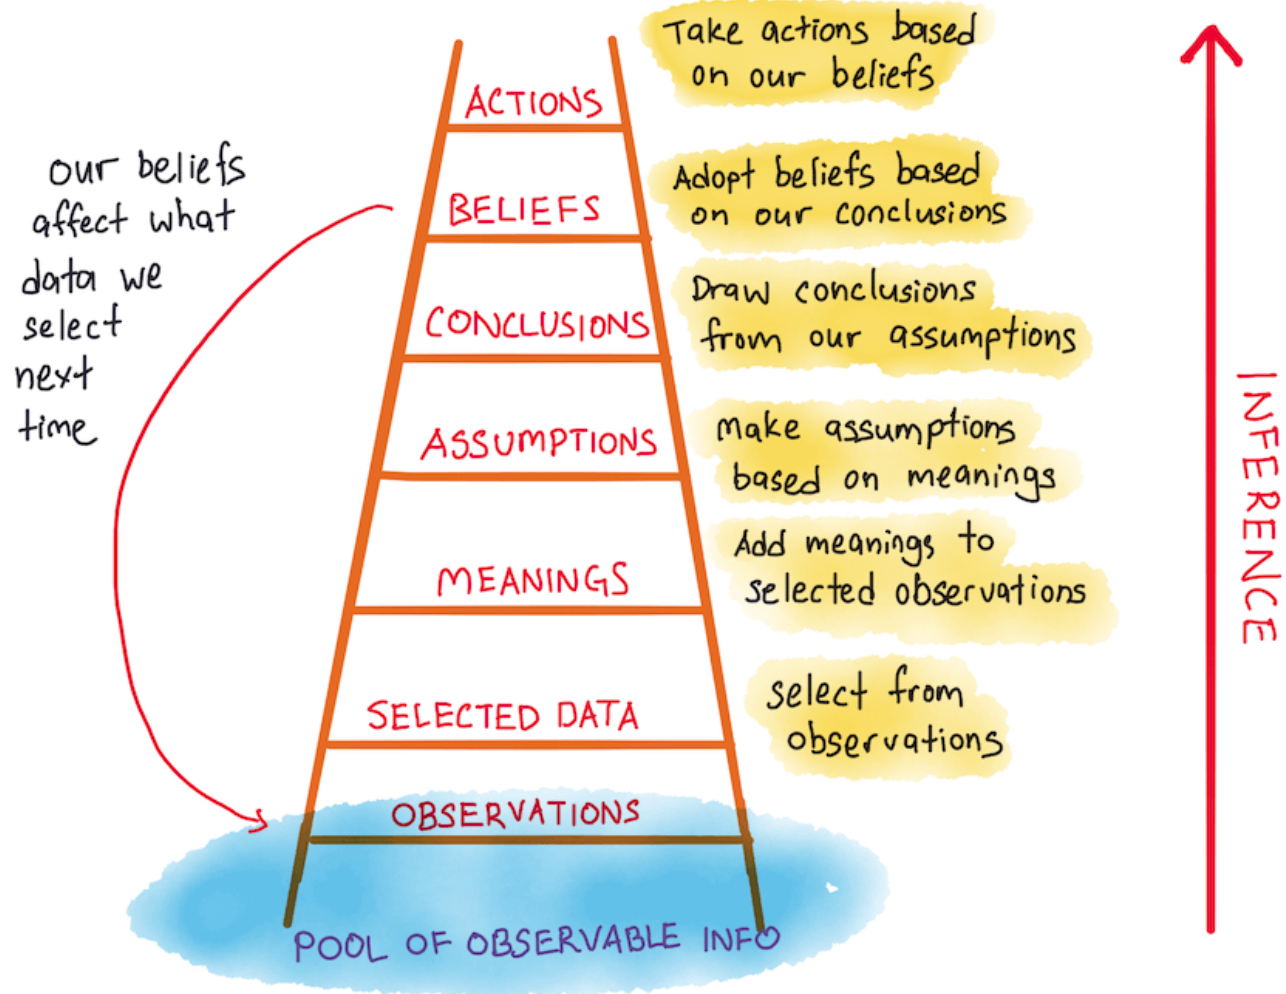 Take actions based
on our beliefs
ACTIONS
our beliefs
affect what
data we
select
next
time
Adopt beliefs based
on our conclusions
BELIEFS
Draw conclusions
from our assumptions
CONCLUSIONS
make assumptions
based on meanings
ASSUMPTIONS
Add meanings to
selected observations
MEANINGS
select from
observations
SELECTED DATA
OBSERVATIONS
POOL OF OBSERVABLE INFO
INFERENCE